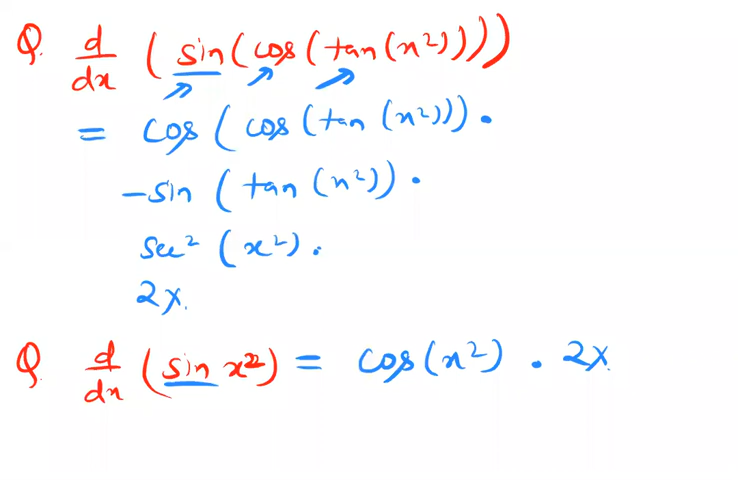 Q. d/dx (sin(cos(tan(x²))))
= cos(cos(tan(x²)).
-sin(tan(x²)).
sec²(x²).
2x.
Q. d/dx (sin x²) = cos(x²) . 2x